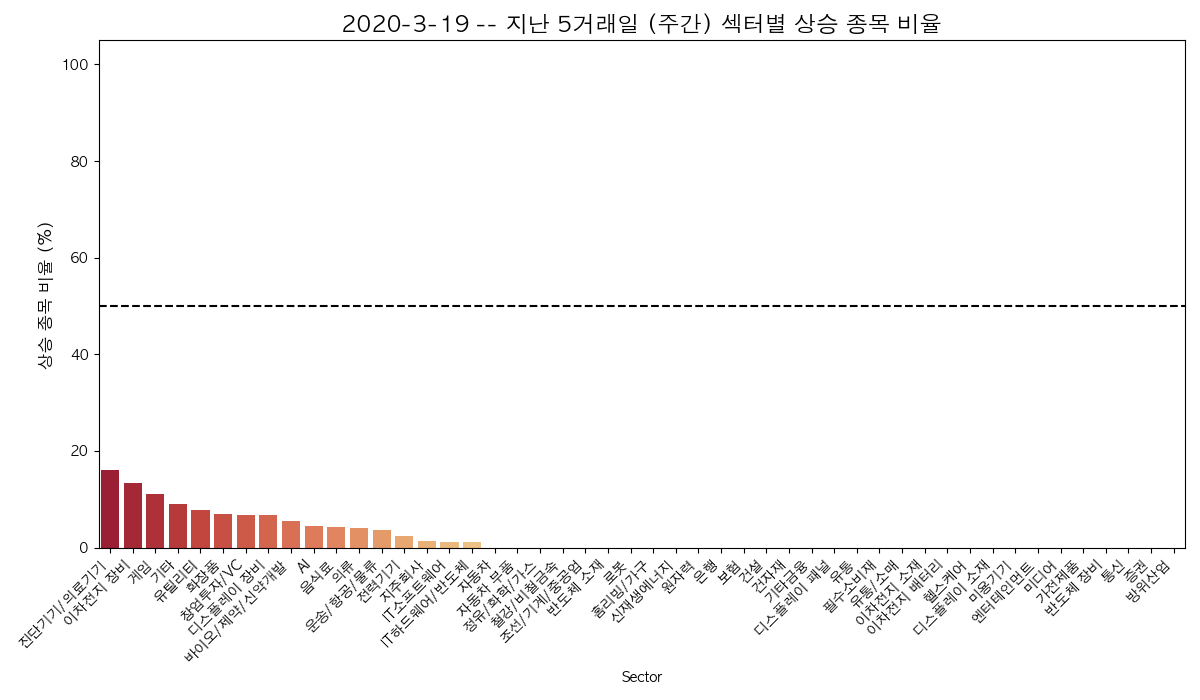 2020-3-19 -- 지난 5거래일 (주간) 섹터별 상승 종목 비율
상승 종목 비율 (%)
100
80
60
40
20
0
진단기기/의료기기
이차전지 장비
게임
기타
유틸리티
화장품
창업투자/VC
디스플레이 장비
바이오/제약/신약개발
AI
음식료
의류
운송/항공/물류
전력기기
지주회사
IT소프트웨어
IT하드웨어/반도체
자동차
자동차 부품
정유/화학/가스
철강/비철금속
조선/기계/중공업
반도체 소재
로봇
홈리빙/가구
신재생에너지
원자력
은행
보험
건설
건자재
기타금융
디스플레이 패널
유통
필수소비재
유통/소매
이차전지 소재
이차전지 배터리
헬스케어
디스플레이 소재
미용기기
엔터테인먼트
미디어
가전제품
반도체 장비
통신
증권
방위산업
Sector